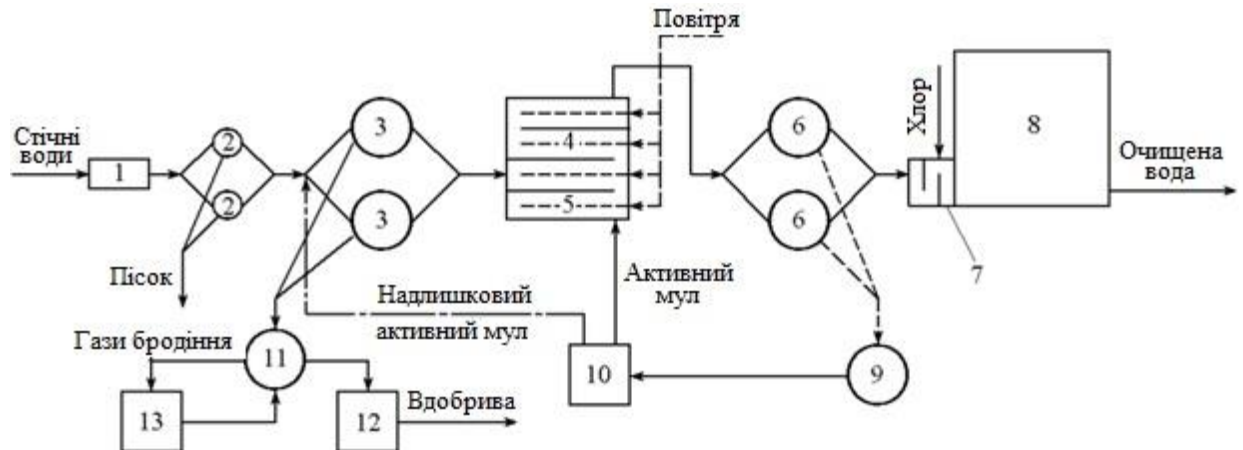 Повітря
Стічні
води
1
2
2
3
3
4
5
6
6
Хлор
7
8
Очищена
вода
Пісок
Активний
мул
Надлишковий
активний мул
Гази бродіння
11
10
9
13
12
Вдобрива